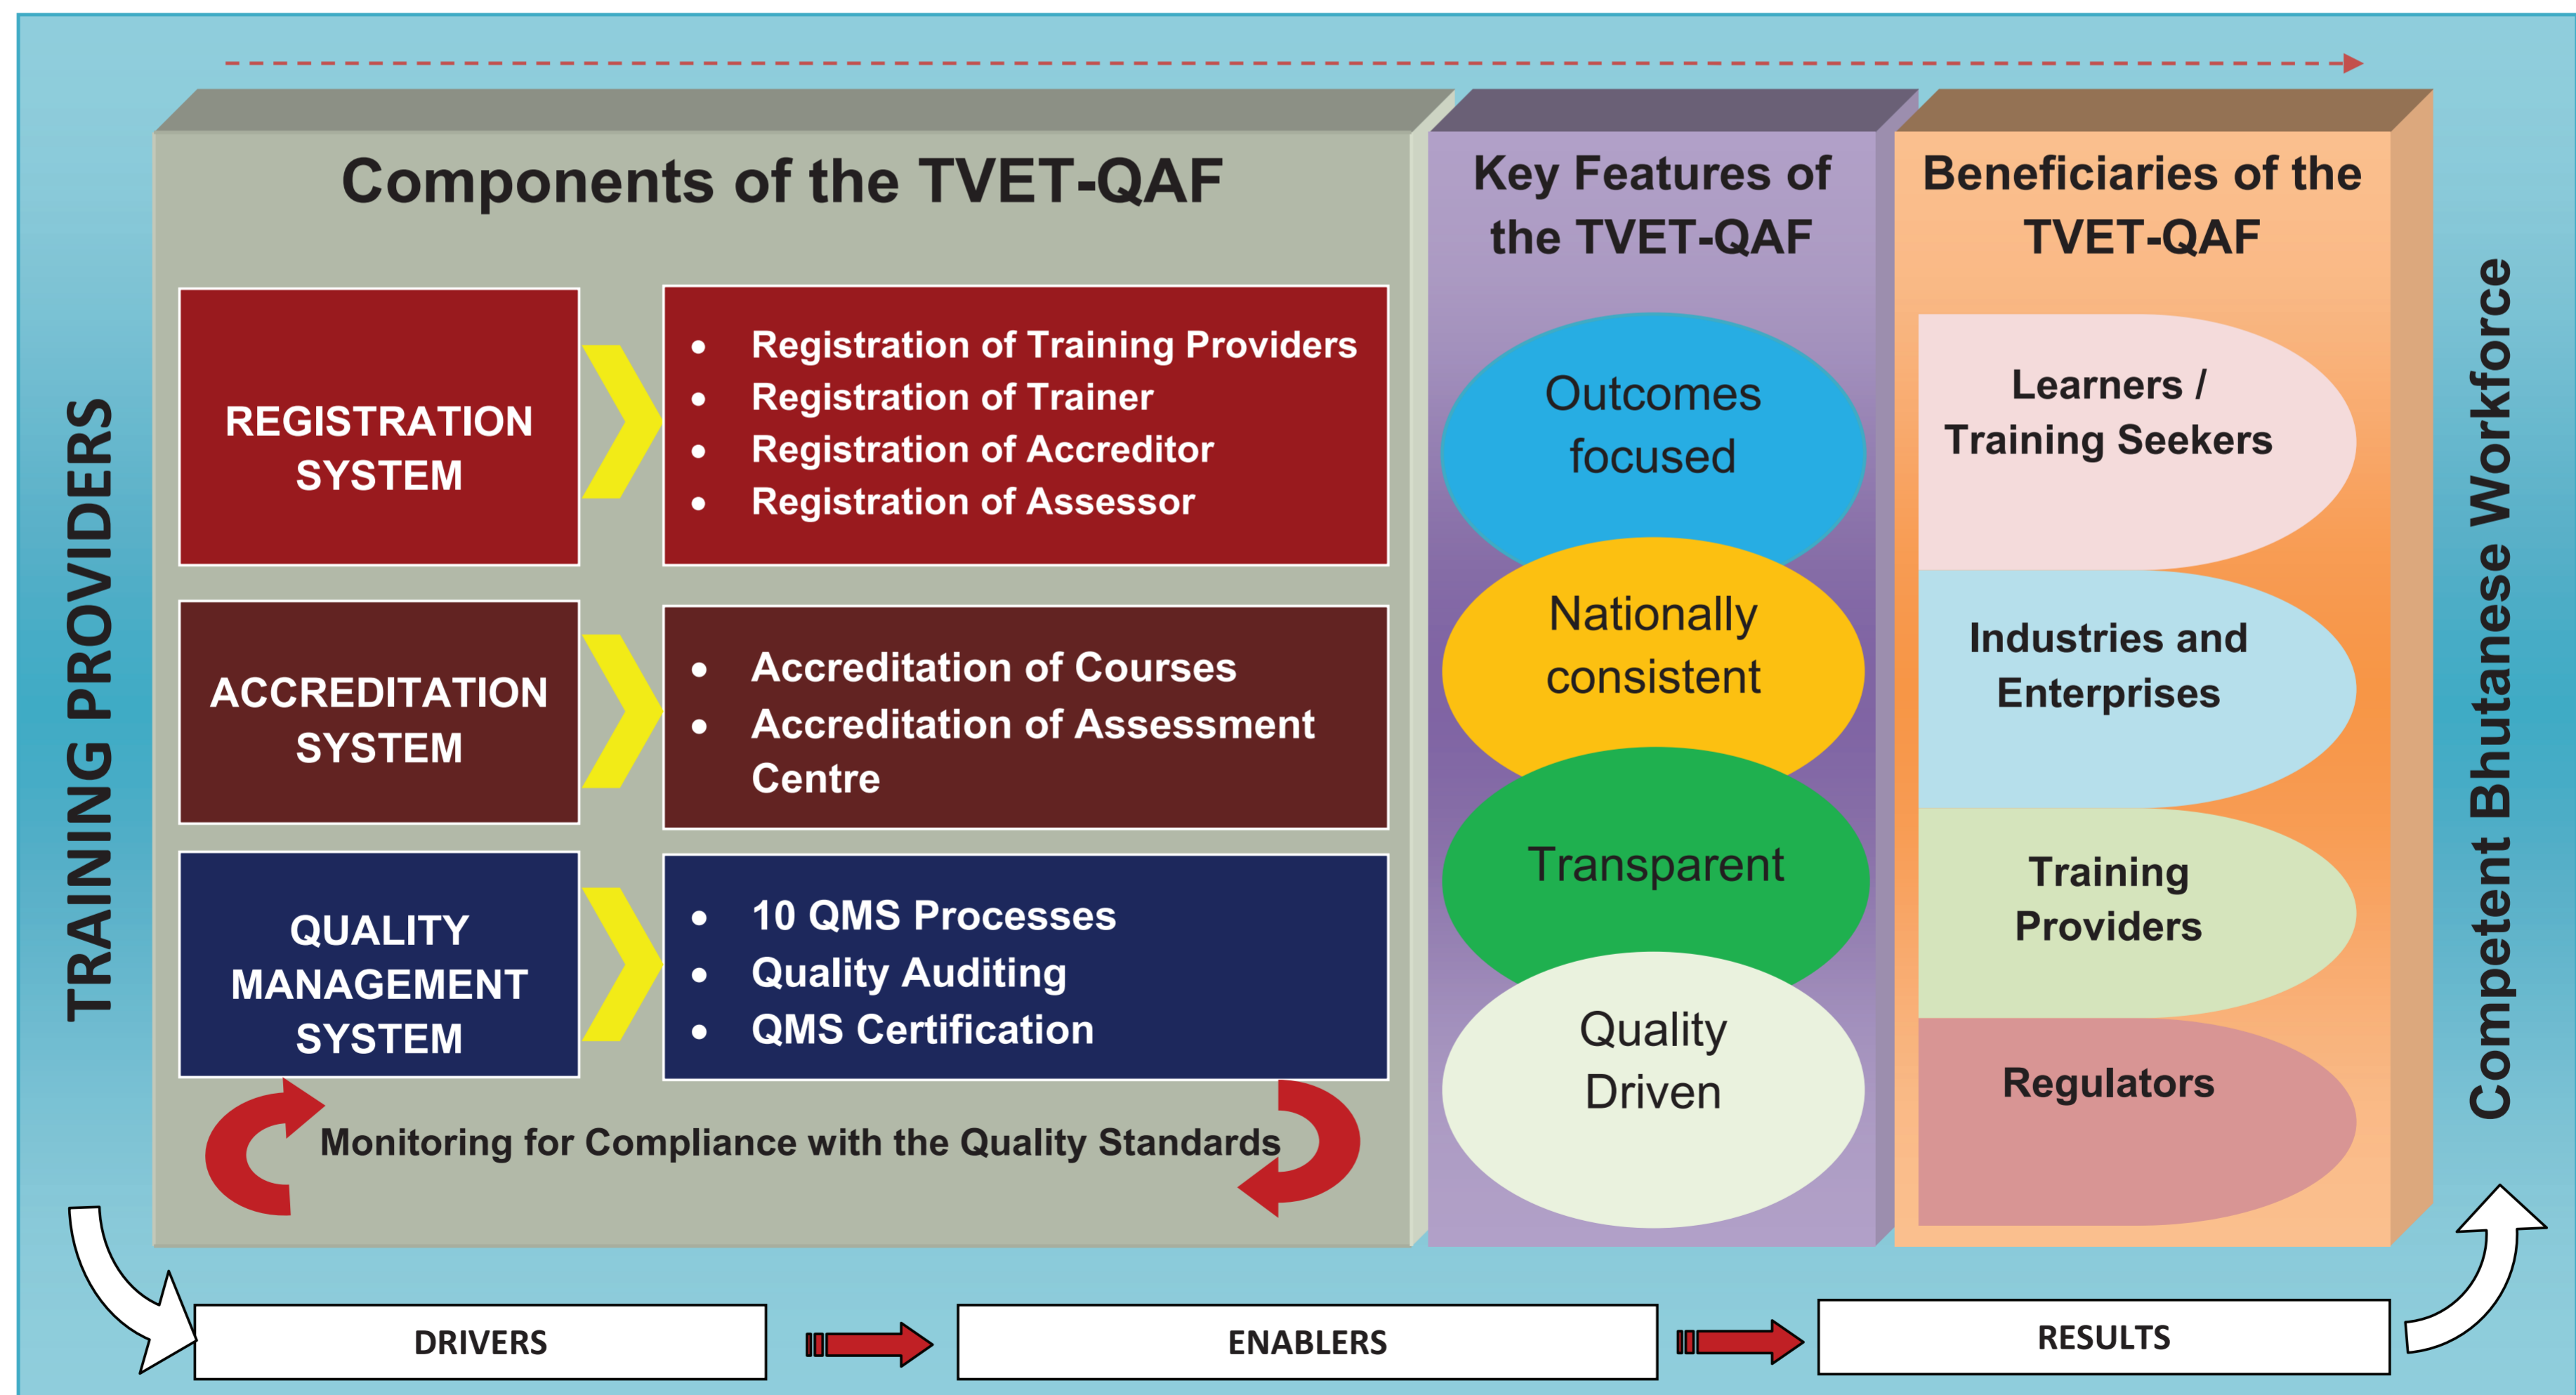 TRAINING PROVIDERS
Components of the TVET-QAF
REGISTRATION
SYSTEM
• Registration of Training Providers
• Registration of Trainer
• Registration of Accreditor
• Registration of Assessor
ACCREDITATION
SYSTEM
• Accreditation of Courses
• Accreditation of Assessment
Centre
QUALITY
MANAGEMENT
SYSTEM
• 10 QMS Processes
• Quality Auditing
• QMS Certification
Monitoring for Compliance with the Quality Standards
Key Features of
the TVET-QAF
Outcomes
focused
Nationally
consistent
Transparent
Quality
Driven
Beneficiaries of the
TVET-QAF
Learners /
Training Seekers
Industries and
Enterprises
Training
Providers
Regulators
Competent Bhutanese Workforce
DRIVERS
ENABLERS
RESULTS